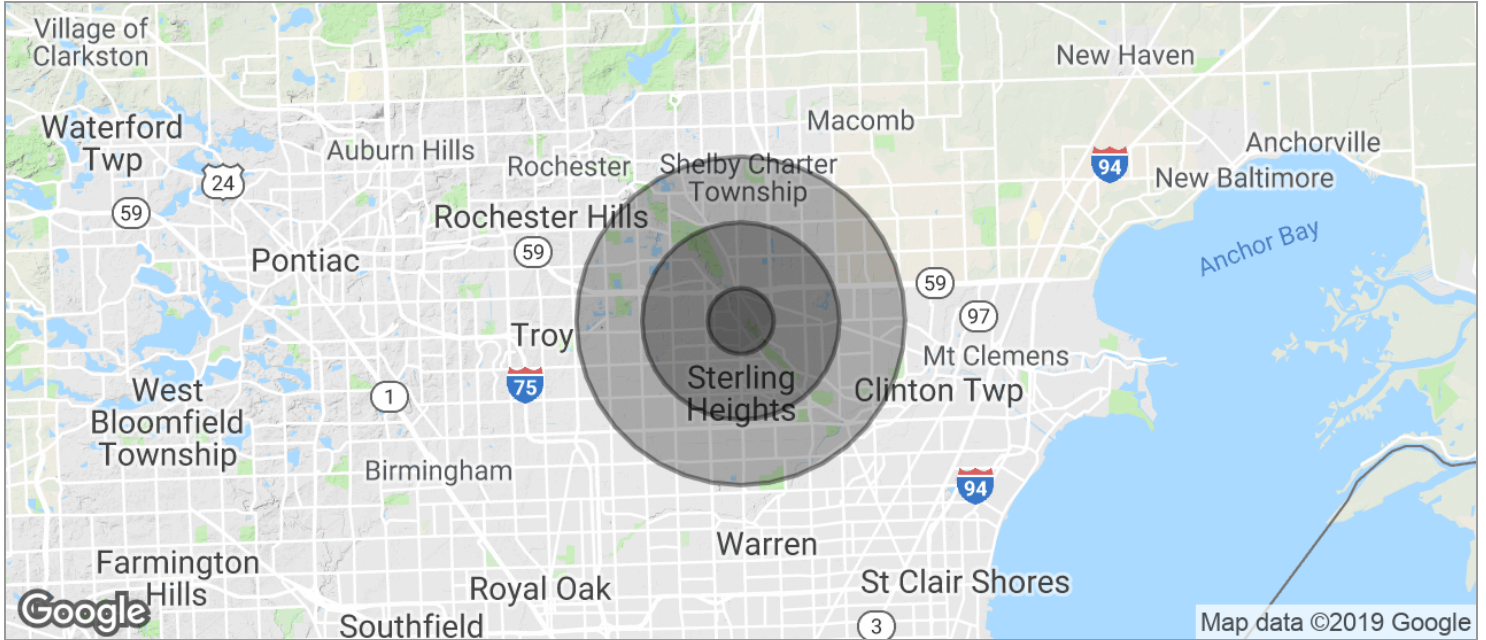 Village of
Clarkston
New Haven
Macomb
Waterford
Twp
Auburn Hills
Rochester
Shelby Charter
Township
Anchorville
94
New Baltimore
24
59
Rochester Hills
59
Pontiac
Anchor Bay
59
97
Troy
Mt Clemens
75
Sterling
Heights
Clinton Twp
1
West
Bloomfield
Township
Birmingham
94
Warren
Farmington
Hills
Royal Oak
St Clair Shores
Southfield
3
Google
Map data ©2019 Google